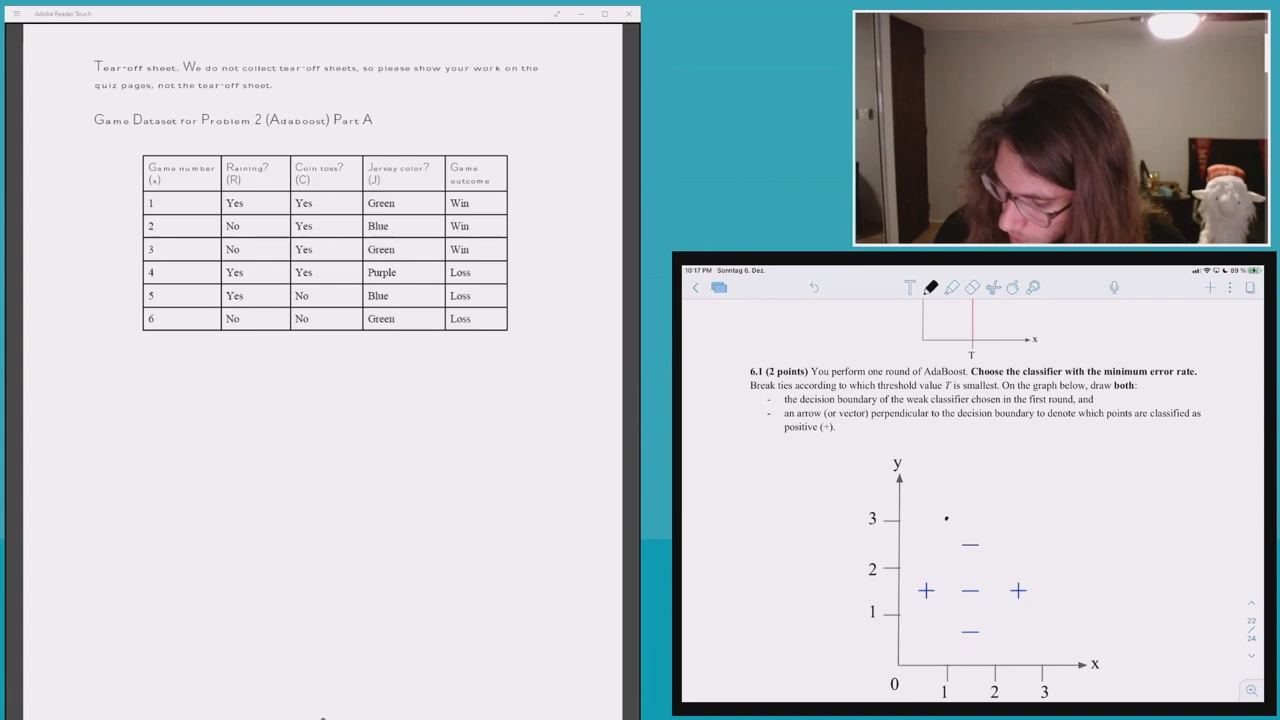 Adobe Reader Touch
Tear-off sheet. We do not collect tear-off sheets, so please show your work on the
quiz pages, not the tear-off sheet.
Game Dataset for Problem 2 (Adaboost) Part A
Game number (x) Raining? (R) Coin toss? (C) Jersey color? (J) Game outcome
1 Yes Yes Green Win
2 No Yes Blue Win
3 No Yes Green Win
4 Yes Yes Purple Loss
5 Yes No Blue Loss
6 No No Green Loss
10:17 PM Sonntag 6. Dez. 89 %
x
T
6.1 (2 points) You perform one round of AdaBoost. Choose the classifier with the minimum error rate.
Break ties according to which threshold value T is smallest. On the graph below, draw both:
- the decision boundary of the weak classifier chosen in the first round, and
- an arrow (or vector) perpendicular to the decision boundary to denote which points are classified as
positive (+).
y
3
−
2
+ − +
1
−
x
0 1 2 3
22
/
24